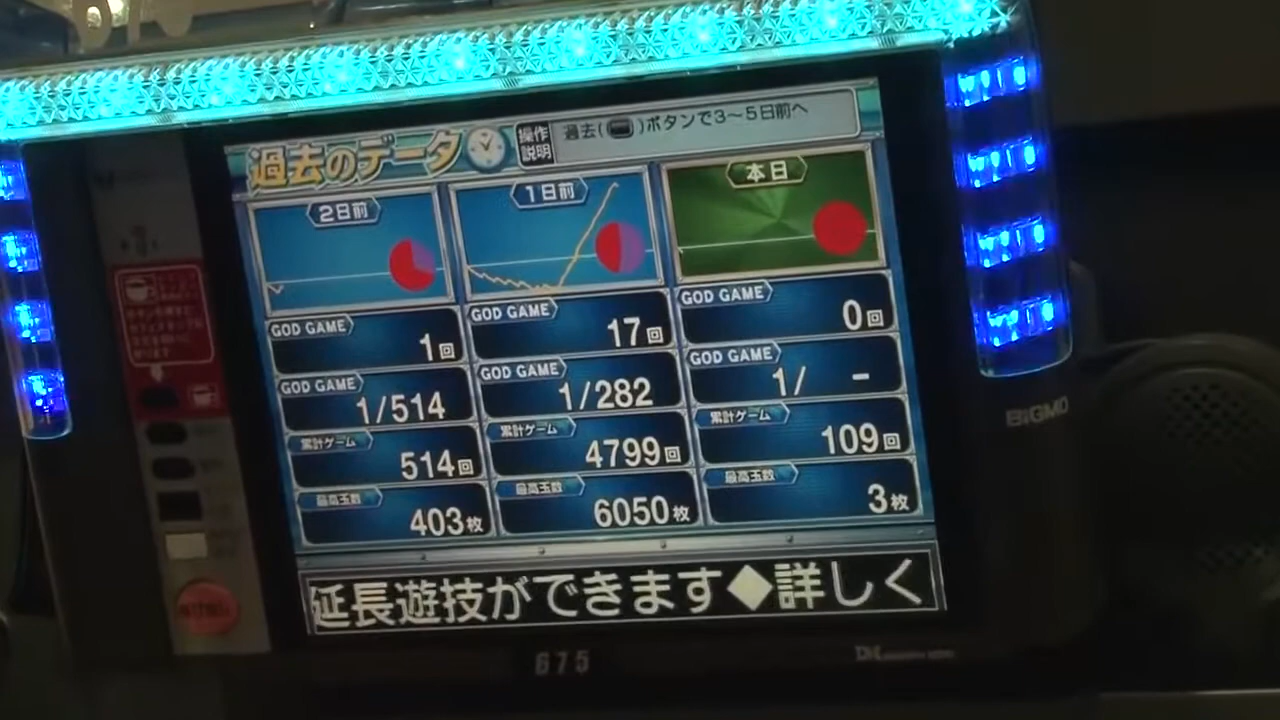 過去のデータ
操作説明
過去( )ボタンで3～5日前へ
2日前
1日前
本日
GOD GAME
1回
GOD GAME
17回
GOD GAME
0回
GOD GAME
1/514
GOD GAME
1/282
GOD GAME
1/ -
累計ゲーム
514回
累計ゲーム
4799回
累計ゲーム
109回
最高玉数
403枚
最高玉数
6050枚
最高玉数
3枚
延長遊技ができます◆詳しく
BiGMO
675